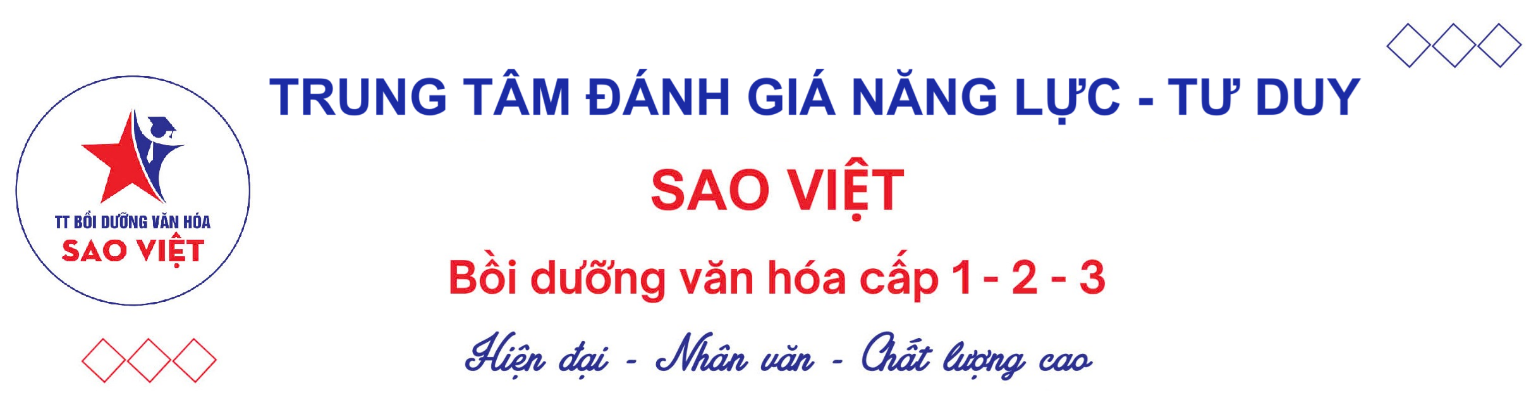 TRUNG TÂM ĐÁNH GIÁ NĂNG LỰC - TƯ DUY
SAO VIỆT
Bồi dưỡng văn hóa cấp 1 - 2 - 3
Hiện đại - Nhân văn - Chất lượng cao
TT BỒI DƯỠNG VĂN HÓA
SAO VIỆT